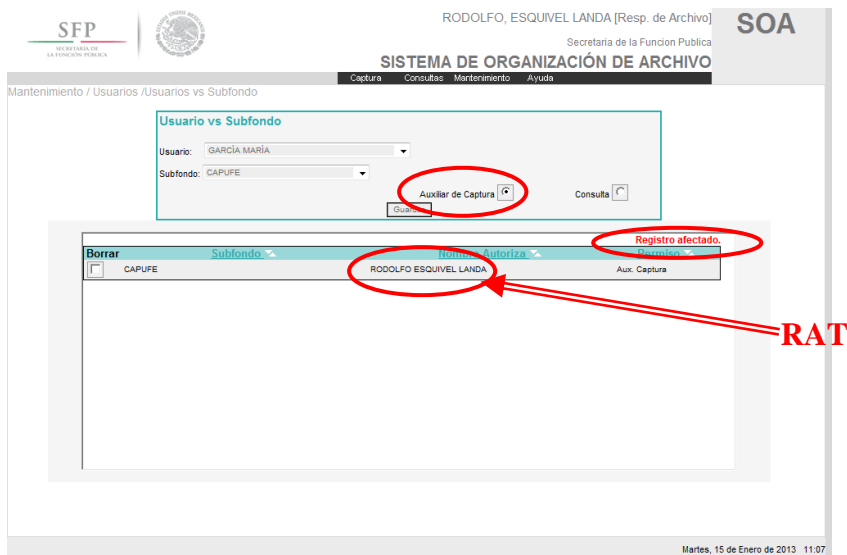 RODOLFO, ESQUIVEL LANDA [Resp. de Archivo]
SOA
SFP
SECRETARÍA DE
LA FUNCIÓN PÚBLICA
Secretaria de la Funcion Publica
SISTEMA DE ORGANIZACIÓN DE ARCHIVO
Captura Consultas Mantenimiento Ayuda
Mantenimiento / Usuarios /Usuarios vs Subfondo
Usuario vs Subfondo
Usuario: GARCÍA MARÍA
Subfondo: CAPUFE
Auxiliar de Captura Consulta
Guardar
Registro afectado.
Borrar Subfondo Nombre Autoriza Permiso
CAPUFE RODOLFO ESQUIVEL LANDA Aux. Captura
RAT
Martes, 15 de Enero de 2013 11:07